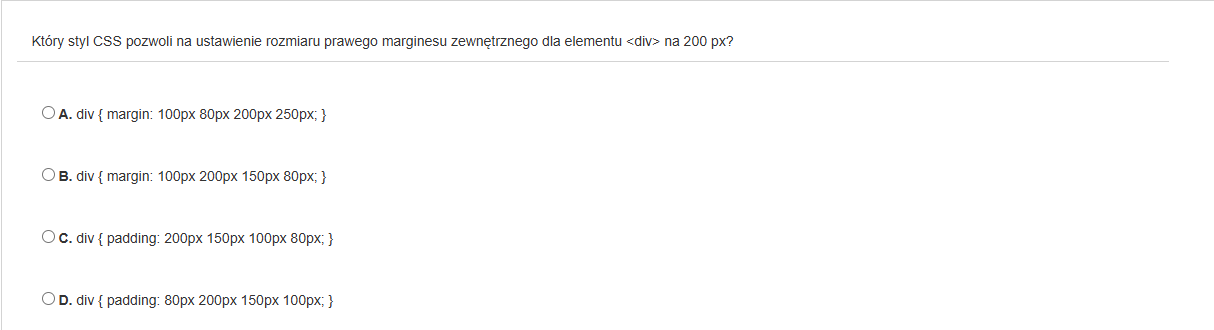 Który styl CSS pozwoli na ustawienie rozmiaru prawego marginesu zewnętrznego dla elementu <div> na 200 px?
A. div { margin: 100px 80px 200px 250px; }
B. div { margin: 100px 200px 150px 80px; }
C. div { padding: 200px 150px 100px 80px; }
D. div { padding: 80px 200px 150px 100px; }